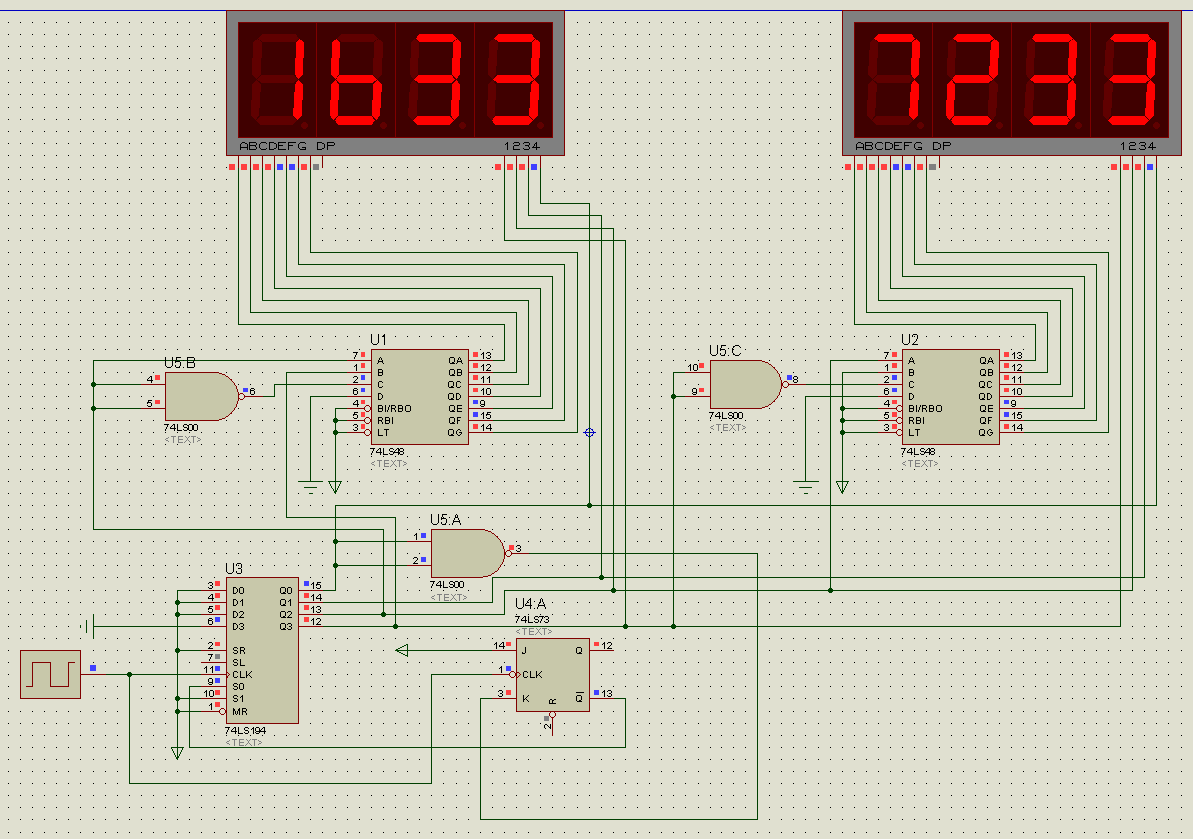 1b33
7233
ABCDEFG DP
1234
ABCDEFG DP
1234
U1
7 A QA 13
1 B QB 12
2 C QC 11
6 D QD 10
4 BI/RBO QE 9
5 RBI QF 15
3 LT QG 14
74LS48
<TEXT>
U5:B
4
5
6
74LS00
<TEXT>
U5:C
10
9
8
74LS00
<TEXT>
U2
7 A QA 13
1 B QB 12
2 C QC 11
6 D QD 10
4 BI/RBO QE 9
5 RBI QF 15
3 LT QG 14
74LS48
<TEXT>
U5:A
1
2
3
74LS00
<TEXT>
U3
3 D0 Q0 15
4 D1 Q1 14
5 D2 Q2 13
6 D3 Q3 12
2 SR
7 SL
11 CLK
9 S0
10 S1
1 MR
74LS194
<TEXT>
U4:A
74LS73
<TEXT>
14 J Q 12
1 CLK
3 K Q 13
R
2